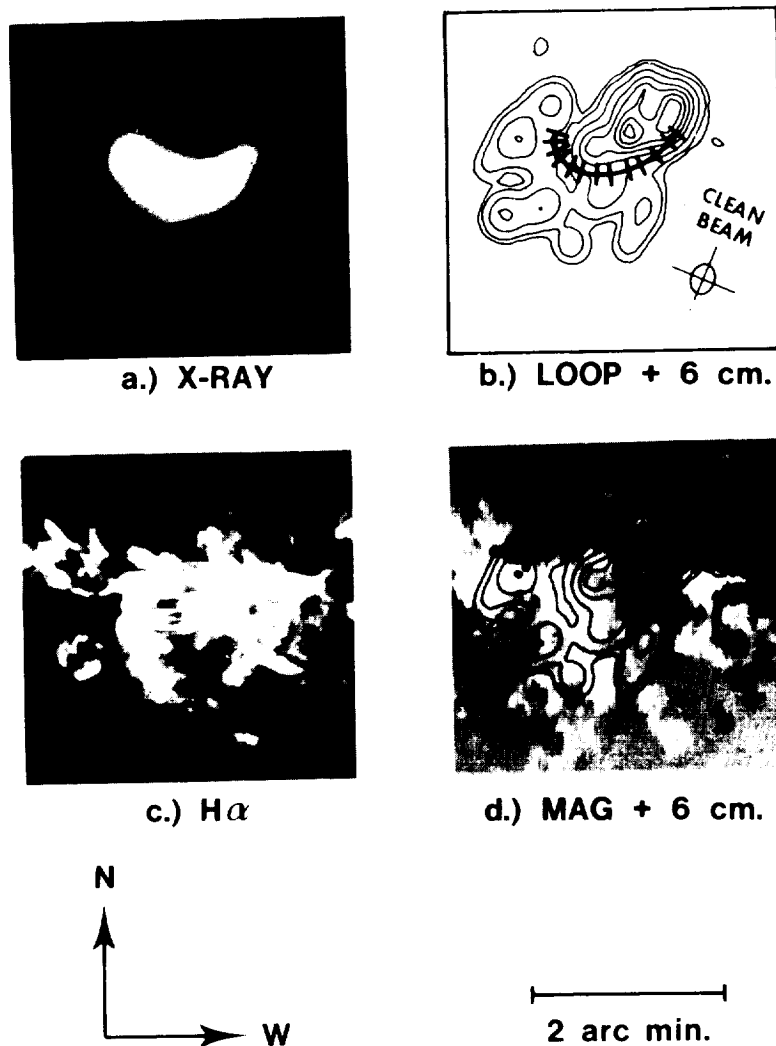 CLEAN
BEAM
a.) X-RAY
b.) LOOP + 6 cm.
c.) Hα
d.) MAG + 6 cm.
N
W
2 arc min.